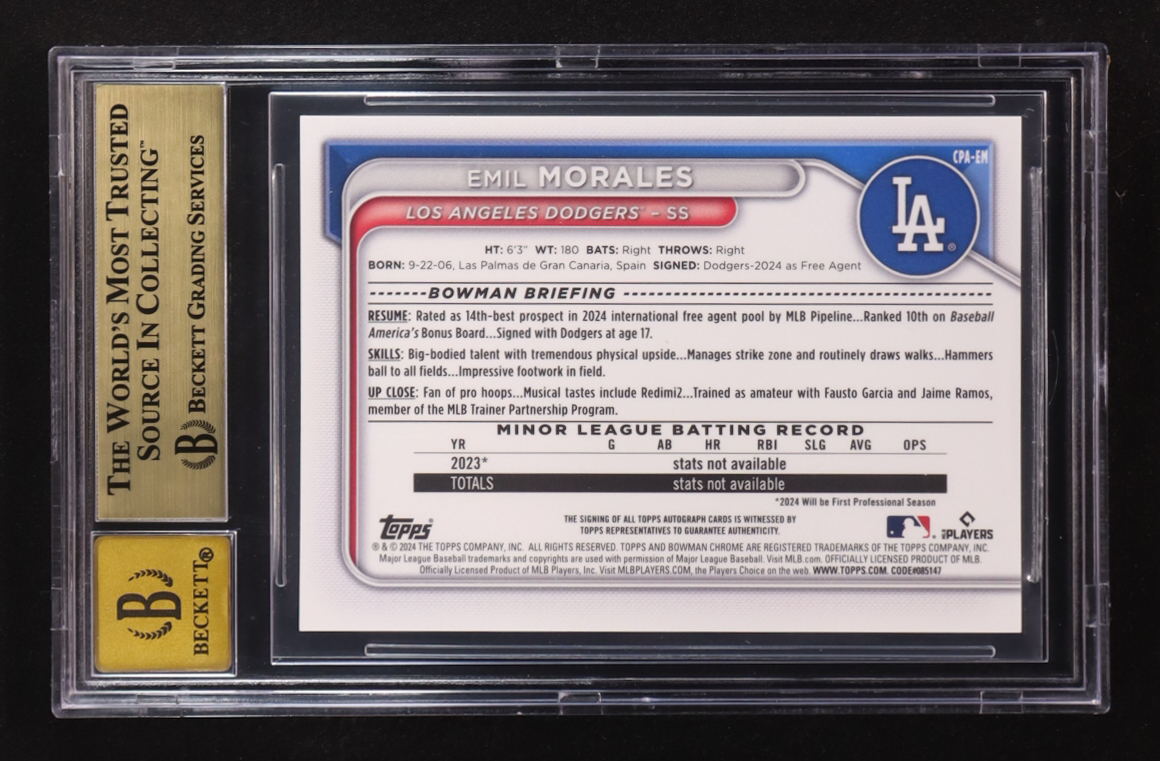 THE WORLD'S MOST TRUSTED
SOURCE IN COLLECTING™
B BECKETT GRADING SERVICES
B
BECKETT®
CPA-EM
EMIL MORALES
LOS ANGELES DODGERS™ - SS
LA®
HT: 6'3" WT: 180 BATS: Right THROWS: Right
BORN: 9-22-06, Las Palmas de Gran Canaria, Spain SIGNED: Dodgers-2024 as Free Agent
BOWMAN BRIEFING
RESUME: Rated as 14th-best prospect in 2024 international free agent pool by MLB Pipeline...Ranked 10th on Baseball
America's Bonus Board...Signed with Dodgers at age 17.
SKILLS: Big-bodied talent with tremendous physical upside...Manages strike zone and routinely draws walks...Hammers
ball to all fields...Impressive footwork in field.
UP CLOSE: Fan of pro hoops...Musical tastes include Redimi2...Trained as amateur with Fausto Garcia and Jaime Ramos,
member of the MLB Trainer Partnership Program.
MINOR LEAGUE BATTING RECORD
YR G AB HR RBI SLG AVG OPS
2023* stats not available
TOTALS stats not available
*2024 Will be First Professional Season
topps®
THE SIGNING OF ALL TOPPS AUTOGRAPH CARDS IS WITNESSED BY
TOPPS REPRESENTATIVES TO GUARANTEE AUTHENTICITY.
MLB PLAYERS
® & © 2024 THE TOPPS COMPANY, INC. ALL RIGHTS RESERVED. TOPPS AND BOWMAN CHROME ARE REGISTERED TRADEMARKS OF THE TOPPS COMPANY, INC.
Major League Baseball trademarks and copyrights are used with permission of Major League Baseball. Visit MLB.com. OFFICIALLY LICENSED PRODUCT OF MLB.
Officially Licensed Product of MLB Players, Inc. Visit MLBPLAYERS.COM, the Players Choice on the web. WWW.TOPPS.COM. CODE#085147